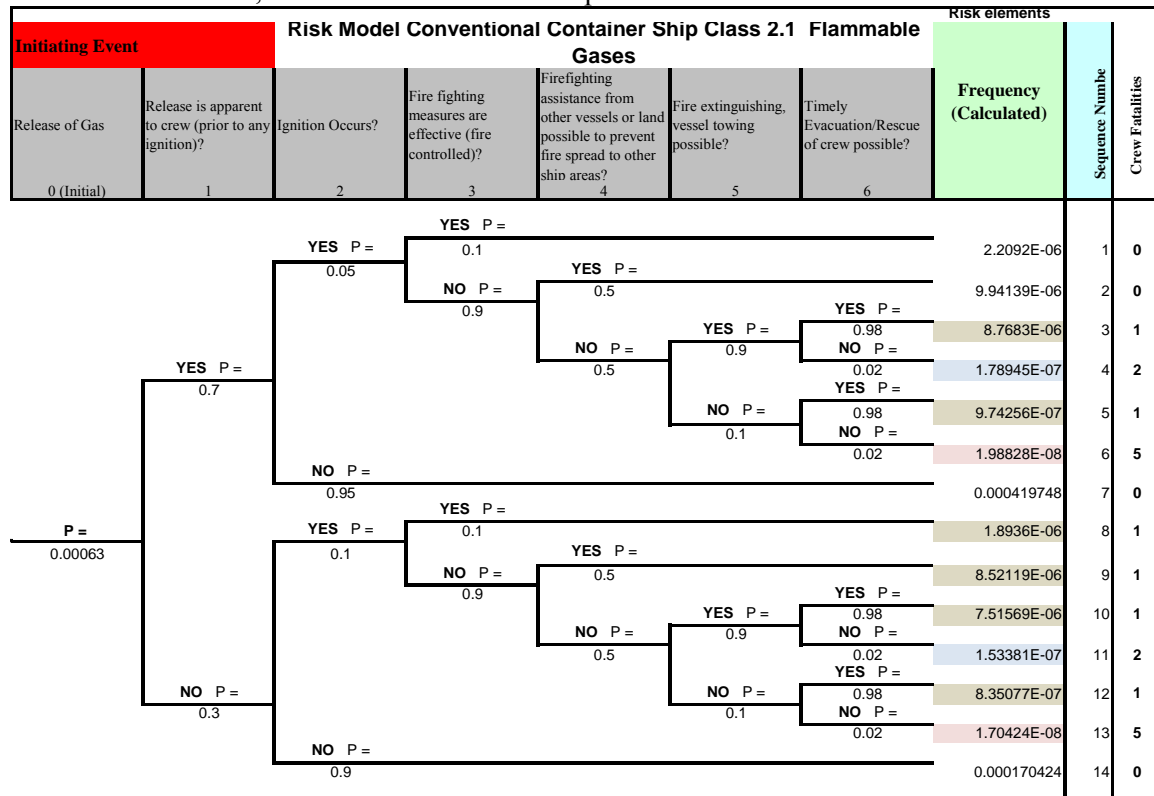 Risk elements
Initiating Event
Risk Model Conventional Container Ship Class 2.1 Flammable
Gases
Release of Gas
0 (Initial)
Release is apparent
to crew (prior to any
ignition)?
1
Ignition Occurs?
2
Fire fighting
measures are
effective (fire
controlled)?
3
Firefighting
assistance from
other vessels or land
possible to prevent
fire spread to other
ship areas?
4
Fire extinguishing,
vessel towing
possible?
5
Timely
Evacuation/Rescue
of crew possible?
6
Frequency
(Calculated)
Sequence Numbe
Crew Fatalities
YES P =
YES P = 0.1 2.2092E-06 1 0
0.05 YES P =
NO P = 0.5 9.94139E-06 2 0
0.9 YES P =
YES P = 0.98 8.7683E-06 3 1
NO P = 0.9 NO P =
YES P = 0.5 0.02 1.78945E-07 4 2
0.7 YES P =
NO P = 0.98 9.74256E-07 5 1
0.1 NO P =
0.02 1.98828E-08 6 5
NO P =
0.95 0.000419748 7 0
YES P =
P = YES P = 0.1 1.8936E-06 8 1
0.00063 0.1 YES P =
NO P = 0.5 8.52119E-06 9 1
0.9 YES P =
YES P = 0.98 7.51569E-06 10 1
NO P = 0.9 NO P =
0.5 0.02 1.53381E-07 11 2
YES P =
NO P = NO P = 0.98 8.35077E-07 12 1
0.3 0.1 NO P =
0.02 1.70424E-08 13 5
NO P =
0.9 0.000170424 14 0